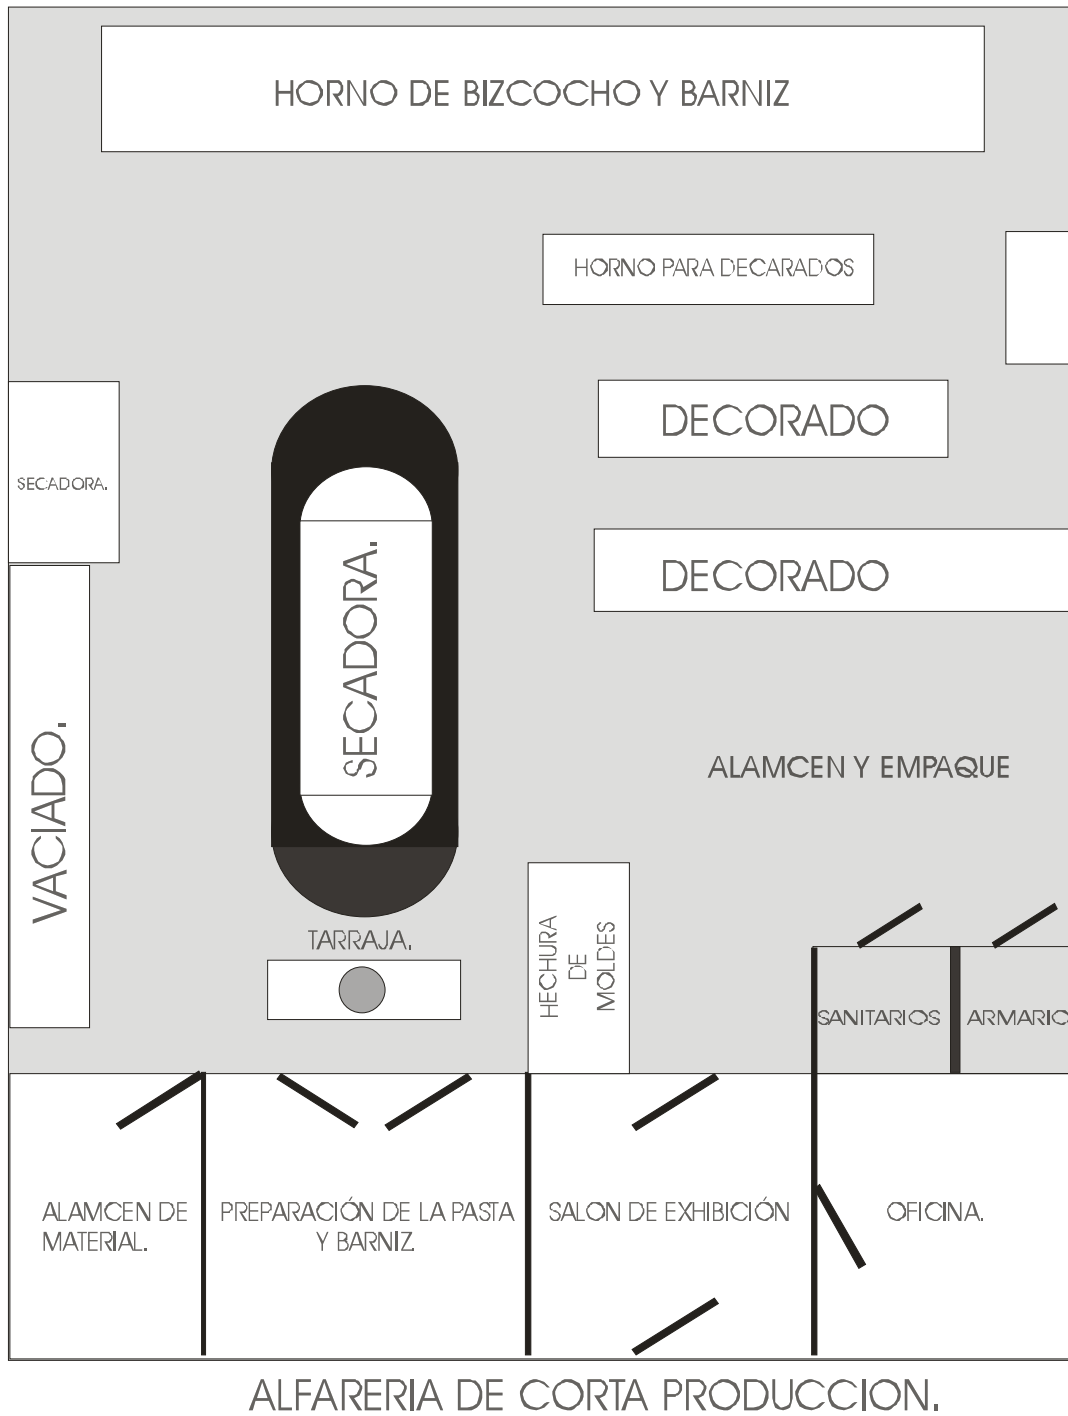 HORNO DE BIZCOCHO Y BARNIZ
HORNO PARA DECARADOS
DECORADO
SECADORA.
DECORADO
SECADORA.
VACIADO.
ALAMCEN Y EMPAQUE
TARRAJA.
HECHURA
DE
MOLDES
SANITARIOS
ARMARIO
ALAMCEN DE
MATERIAL.
PREPARACIÓN DE LA PASTA
Y BARNIZ.
SALON DE EXHIBICIÓN
OFICINA.
ALFARERIA DE CORTA PRODUCCION.